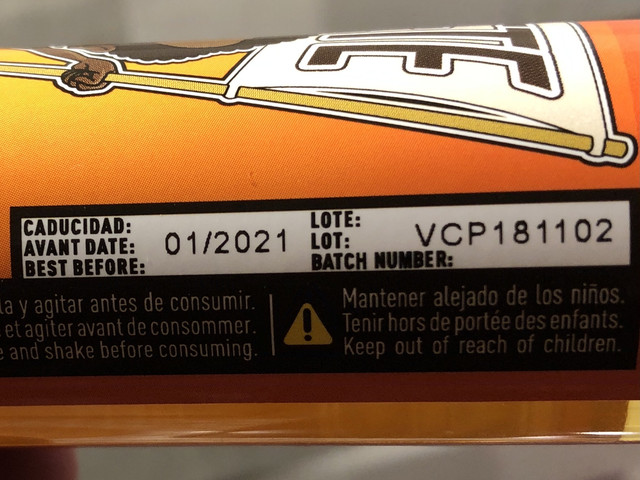 TE
CADUCIDAD:
AVANT DATE:
BEST BEFORE:
01/2021
LOTE:
LOT:
BATCH NUMBER:
VCP181102
la y agitar antes de consumir.
et agiter avant de consommer.
e and shake before consuming.
Mantener alejado de los niños.
Tenir hors de portée des enfants.
Keep out of reach of children.